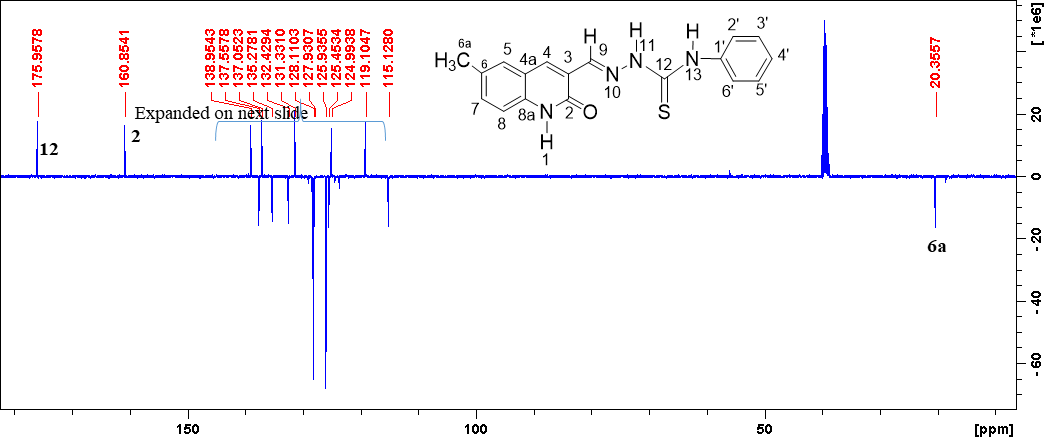 175.9578
160.8541
138.9543
137.5578
137.0523
135.2781
132.4294
131.3310
128.1103
127.9307
125.9355
125.4534
124.9938
119.1047
115.1280
20.3557
[ *1e6]
Expanded on next slide
12
2
6a
6a
H3C
6
5
4a
4
3
H
9
N
10
H
11
N
12
S
H
N
13
1'
2'
3'
4'
5'
6'
7
8
8a
N
H
1
2
O
20
0
-20
-40
-60
150
100
50
[ppm]